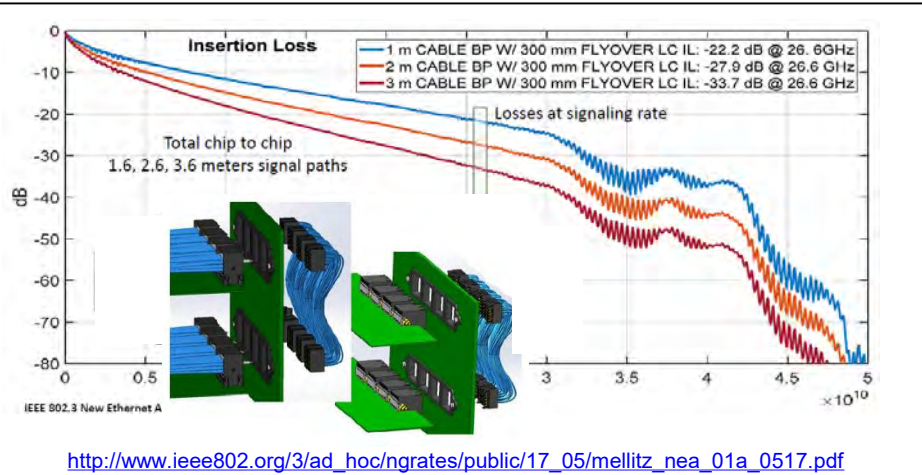 Insertion Loss
1 m CABLE BP W/ 300 mm FLYOVER LC IL: -22.2 dB @ 26.6GHz
2 m CABLE BP W/ 300 mm FLYOVER LC IL: -27.9 dB @ 26.6 GHz
3 m CABLE BP W/ 300 mm FLYOVER LC IL: -33.7 dB @ 26.6 GHz
Losses at signaling rate
Total chip to chip
1.6, 2.6, 3.6 meters signal paths
dB
0
-10
-20
-30
-40
-50
-60
-70
-80
0 0.5 3 3.5 4 4.5 5
×10^10
IEEE 802.3 New Ethernet A
http://www.ieee802.org/3/ad_hoc/ngrates/public/17_05/mellitz_nea_01a_0517.pdf